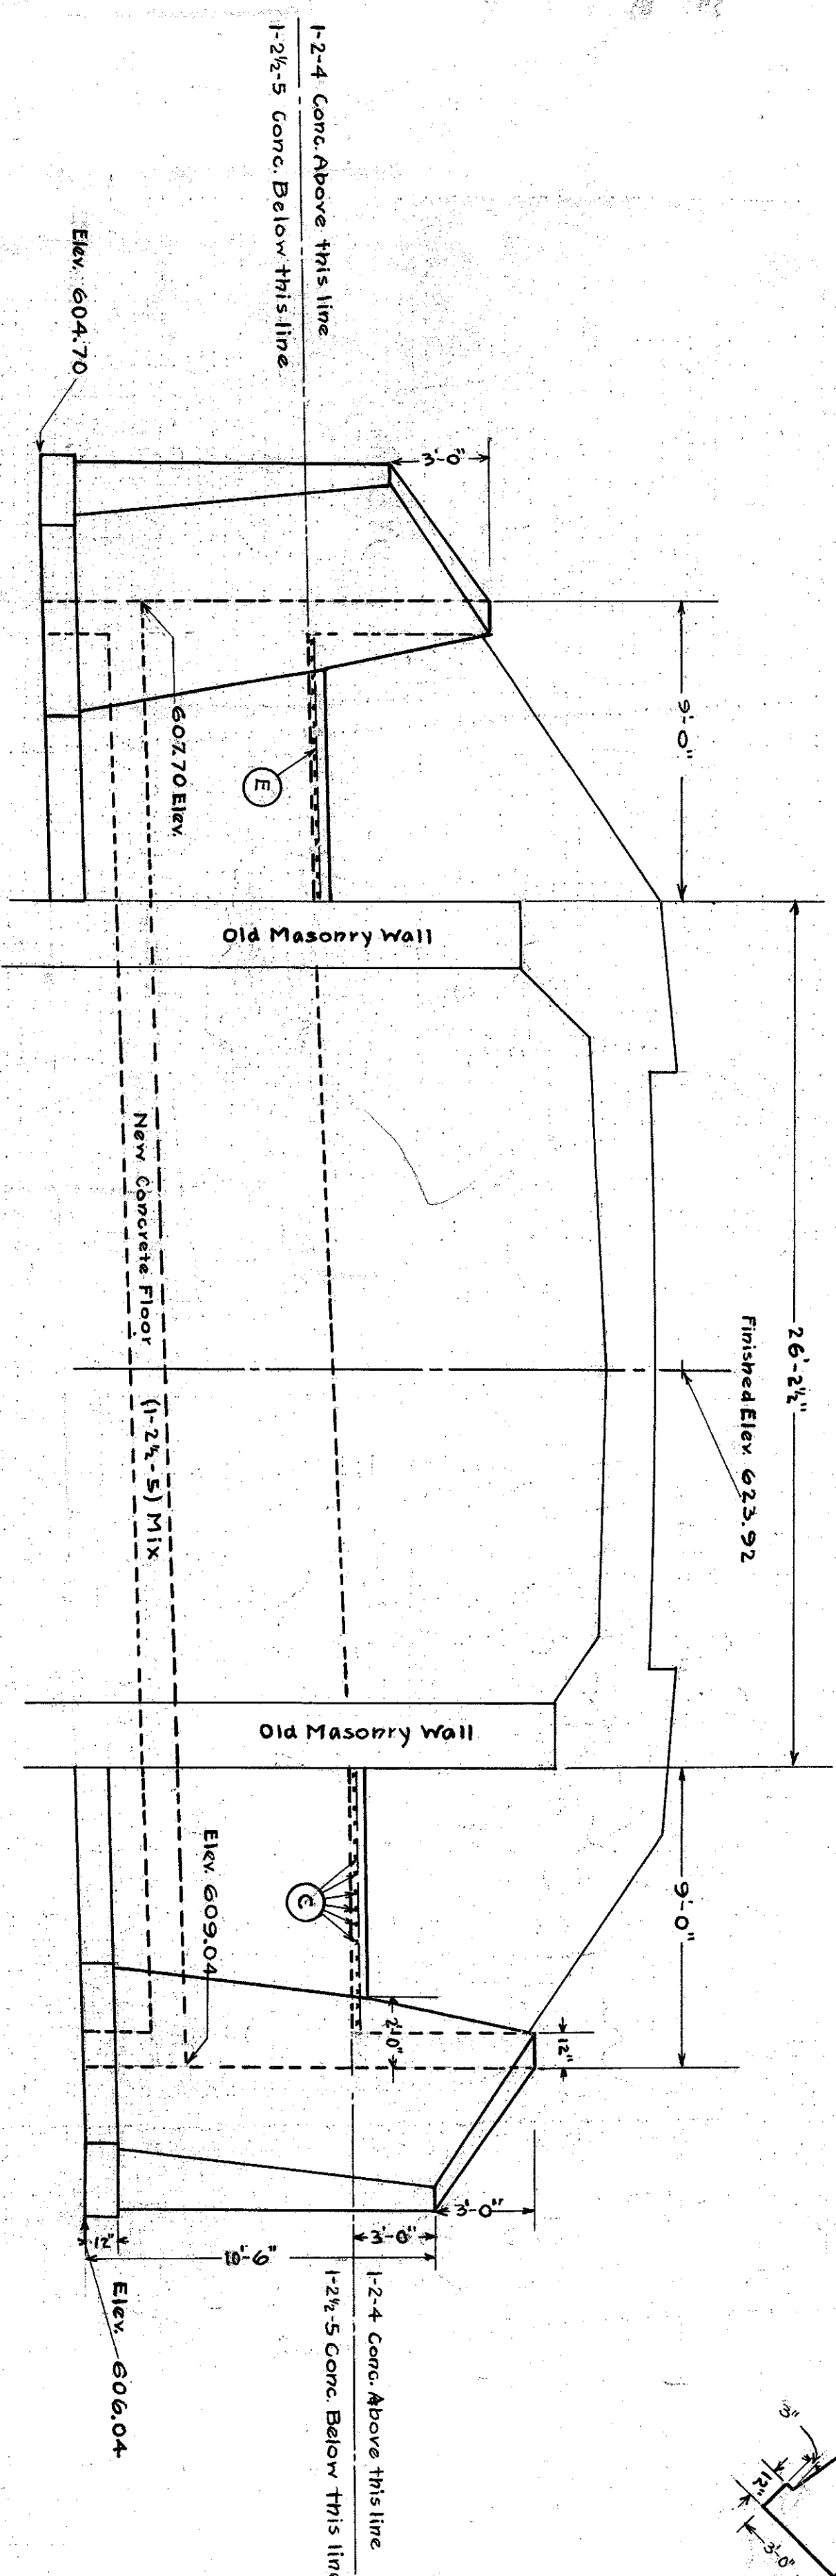 1-2-4 Conc. Above this line
1-2½-5 Conc. Below this line
Elev. 604.70
3'-0"
9'-0"
607.70 Elev.
E
Old Masonry Wall
26'-2½"
Finished Elev. 623.92
New Concrete Floor (1-2½-5) Mix
Old Masonry Wall
9'-0"
Elev. 609.04
C
2'-0"
12"
3'-0"
3'-0"
10'-6"
12"
Elev. 606.04
1-2-4 Conc. Above this line
1-2½-5 Conc. Below this line
3"
12"
3'-0"